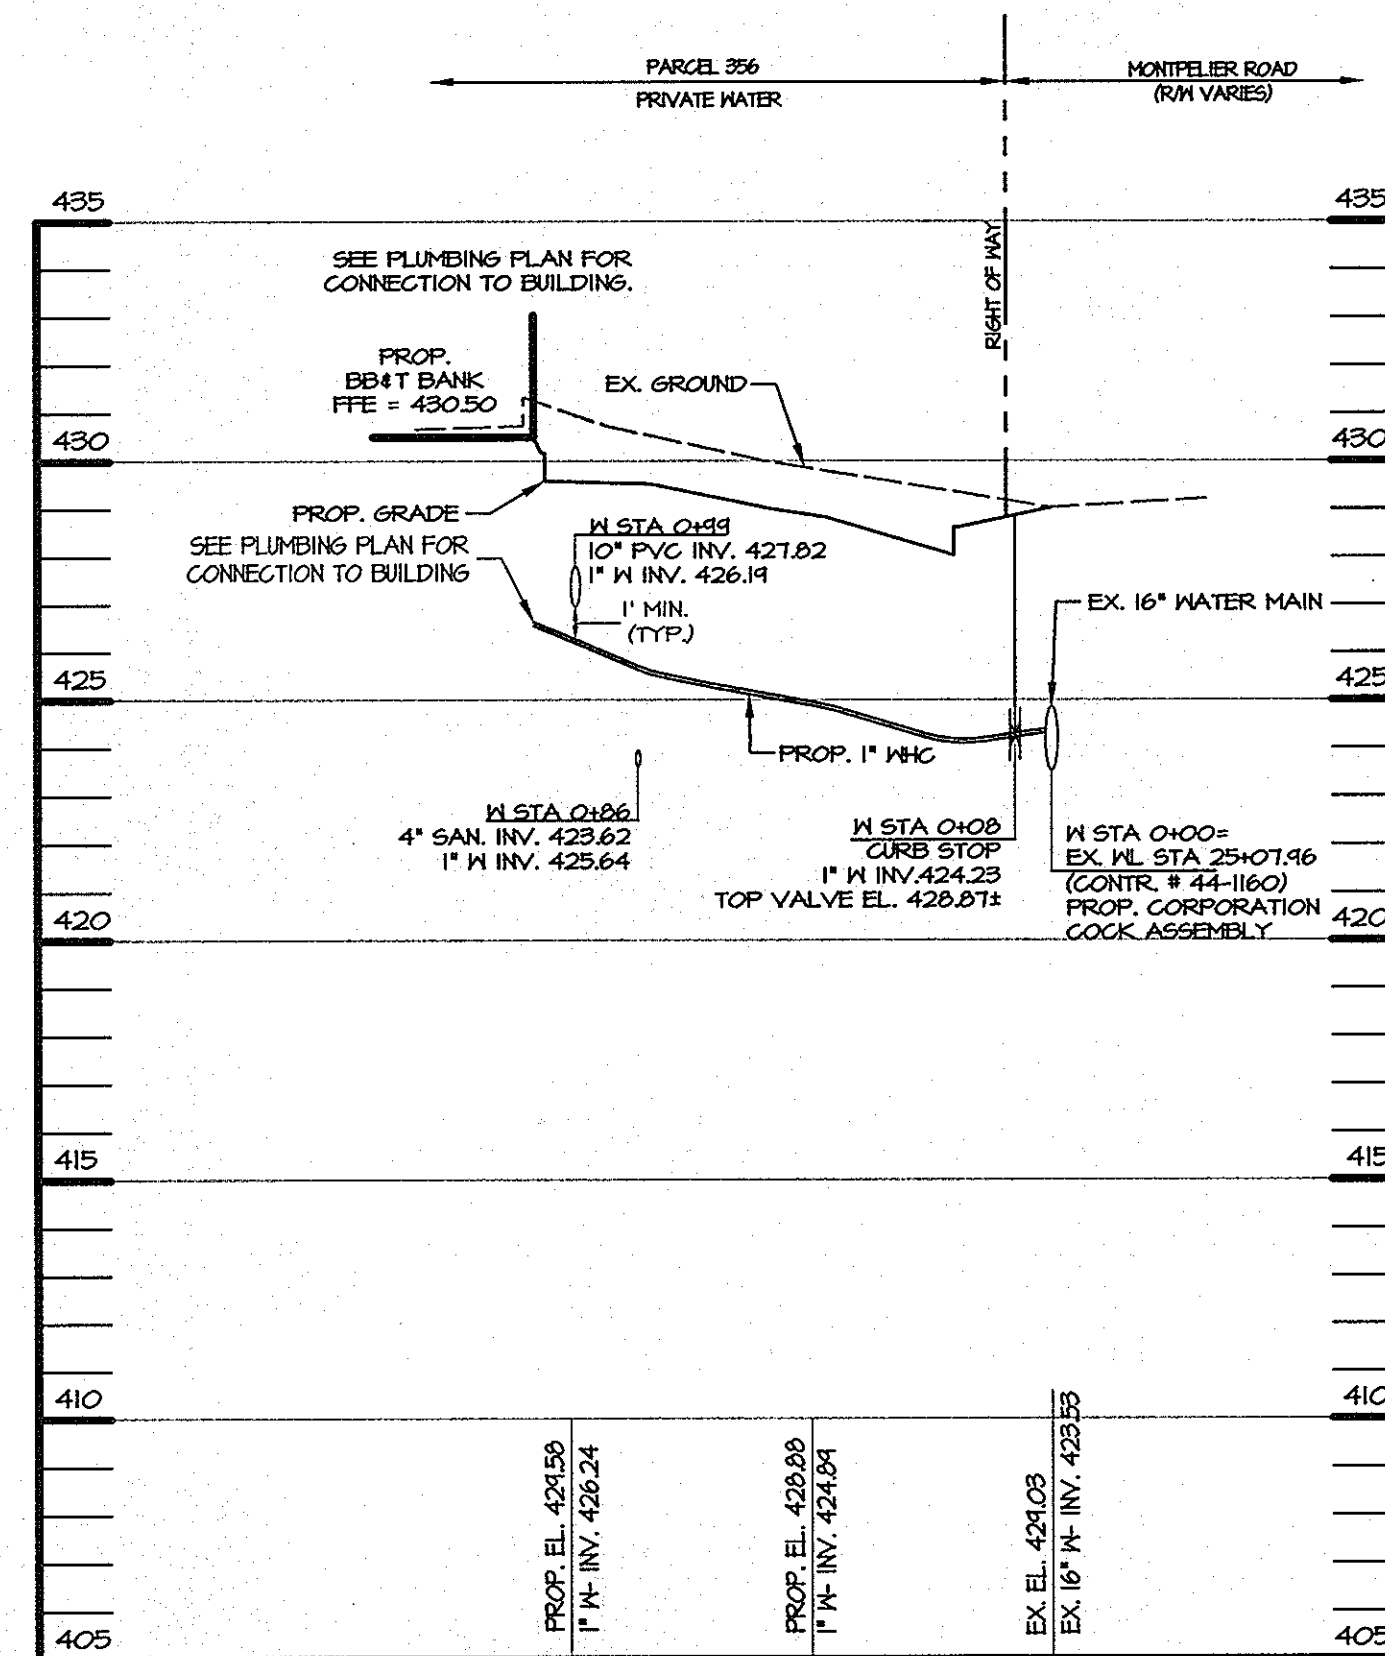 PARCEL 356
PRIVATE WATER
MONTPELIER ROAD
(R/W VARIES)
435
435
RIGHT OF WAY
SEE PLUMBING PLAN FOR
CONNECTION TO BUILDING.
PROP.
BB&T BANK
FFE = 430.50
EX. GROUND
430
430
PROP. GRADE
SEE PLUMBING PLAN FOR
CONNECTION TO BUILDING
W STA 0+99
10" PVC INV. 427.82
1" W INV. 426.19
1' MIN.
(TYP.)
EX. 16" WATER MAIN
425
425
PROP. 1" WHC
W STA 0+86
4" SAN. INV. 423.62
1" W INV. 425.64
W STA 0+08
CURB STOP
1" W INV.424.23
TOP VALVE EL. 428.87±
W STA 0+00=
EX. WL STA 25+07.96
(CONTR. # 44-1160)
PROP. CORPORATION
COCK ASSEMBLY
420
420
415
415
410
410
PROP. EL. 429.58
1" W- INV. 426.24
PROP. EL. 428.88
1" W- INV. 424.89
EX. EL. 429.03
EX. 16" W- INV. 423.53
405
405